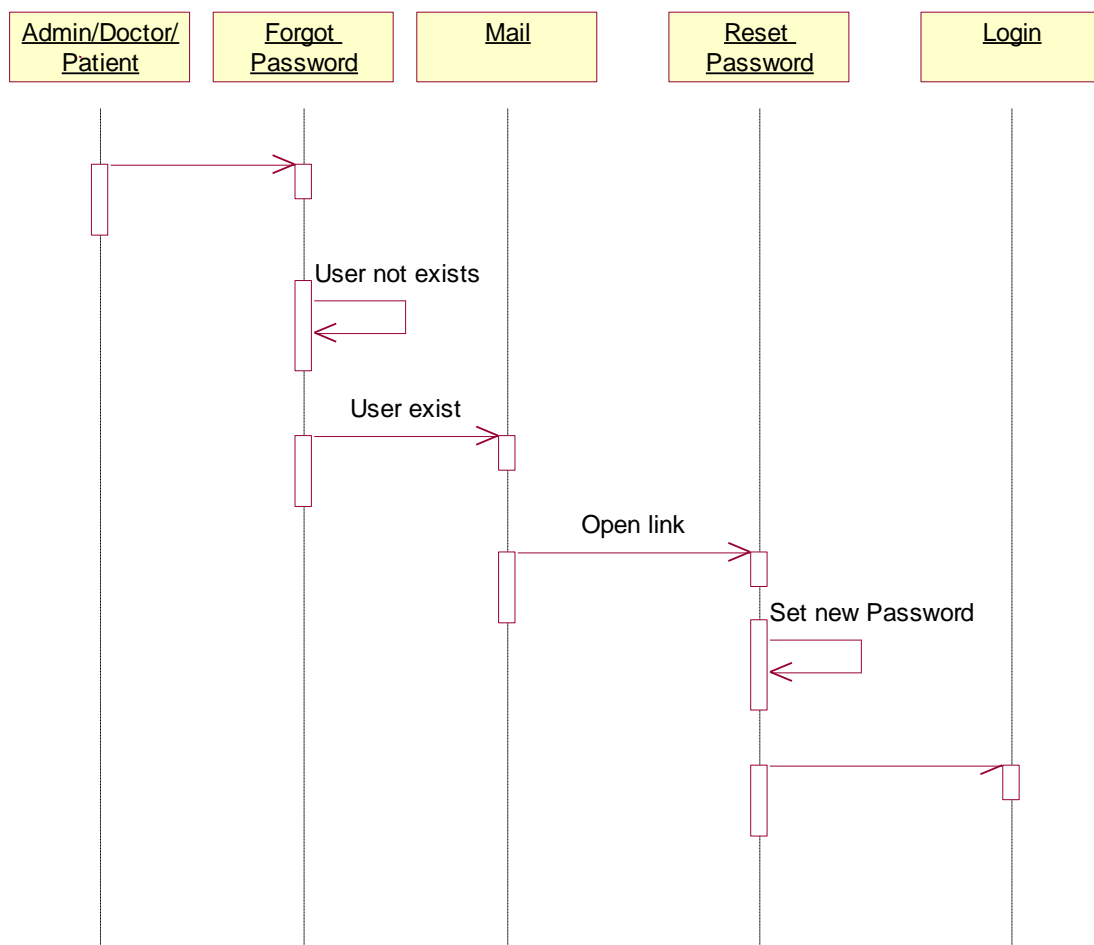 Admin/Doctor/
Patient
Forgot
Password
Mail
Reset
Password
Login
User not exists
User exist
Open link
Set new Password